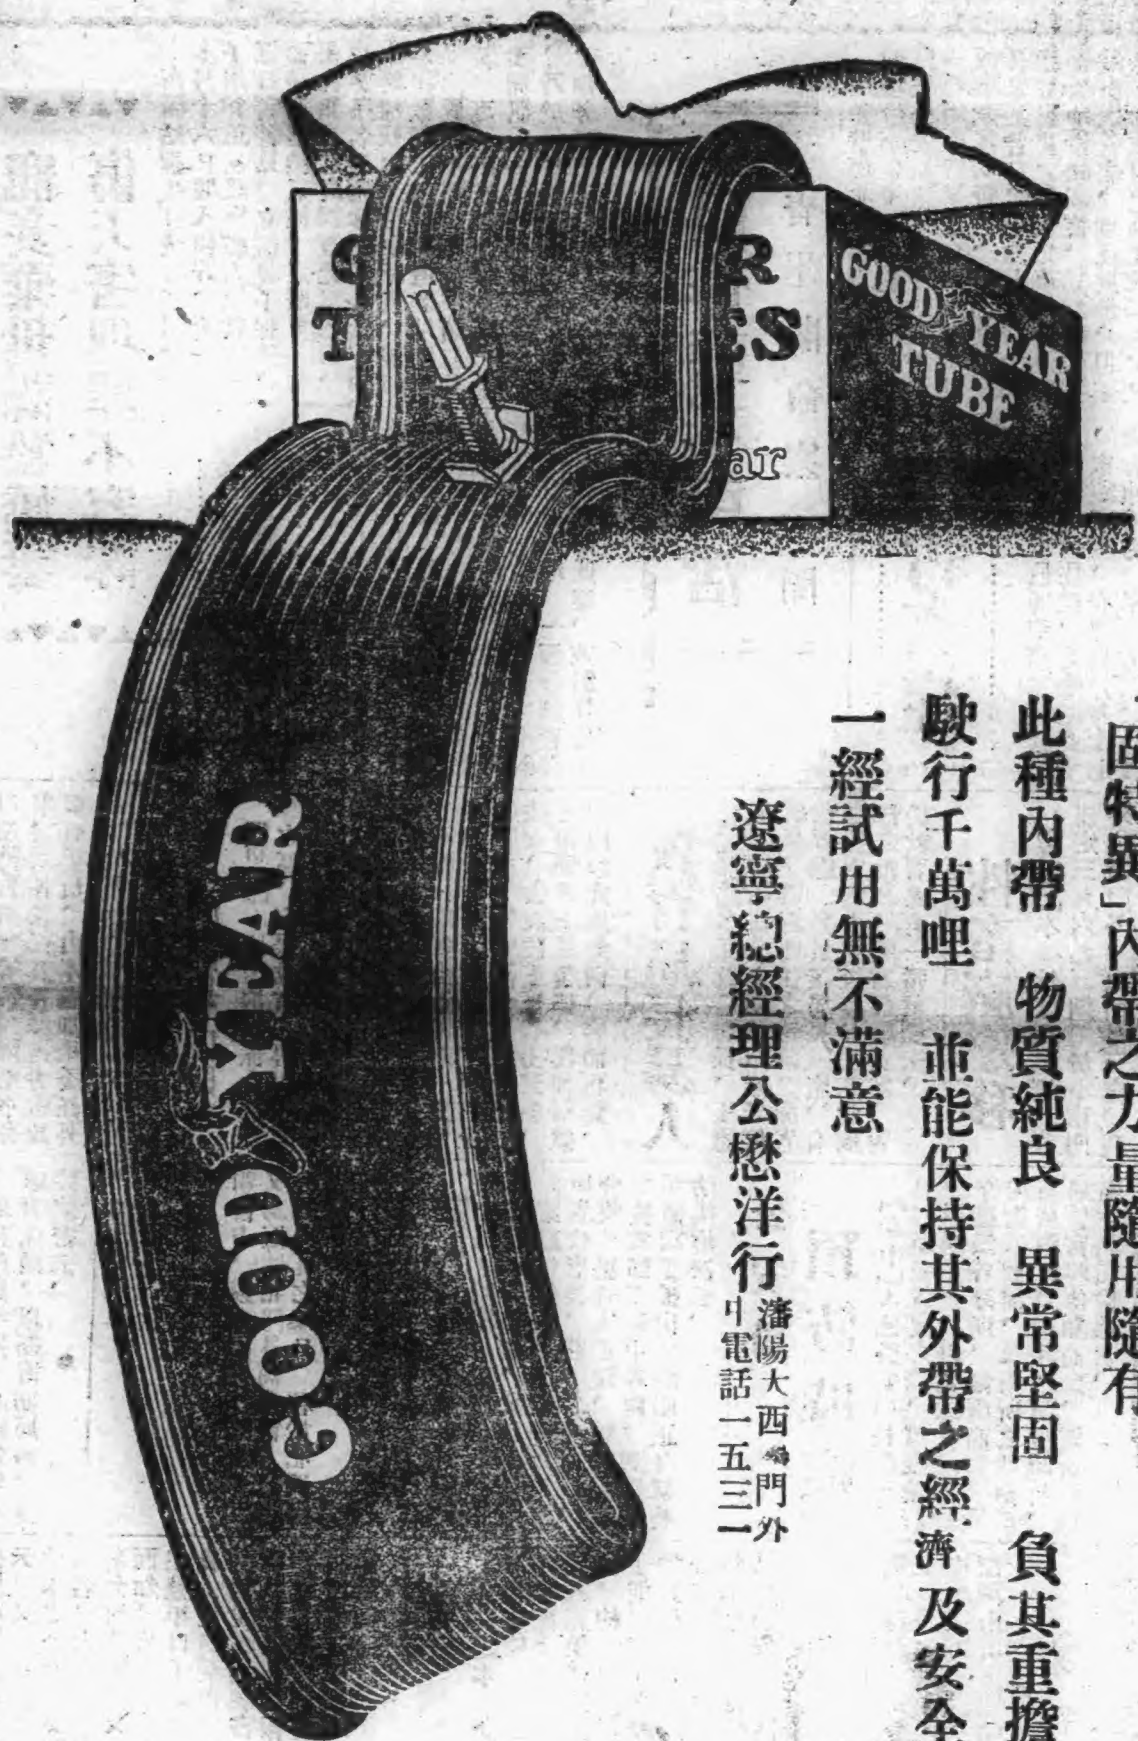 固特異」內帶之力量隨用隨有
此種內帶 物質純良 異常堅固 負其重擔
駛行千萬哩 並能保持其外帶之經濟及安全
一經試用無不滿意
遼寧總經理公懋洋行
瀋陽大西門外
電話一五三一
GOOD YEAR
TUBE
ar
GOOD YEAR